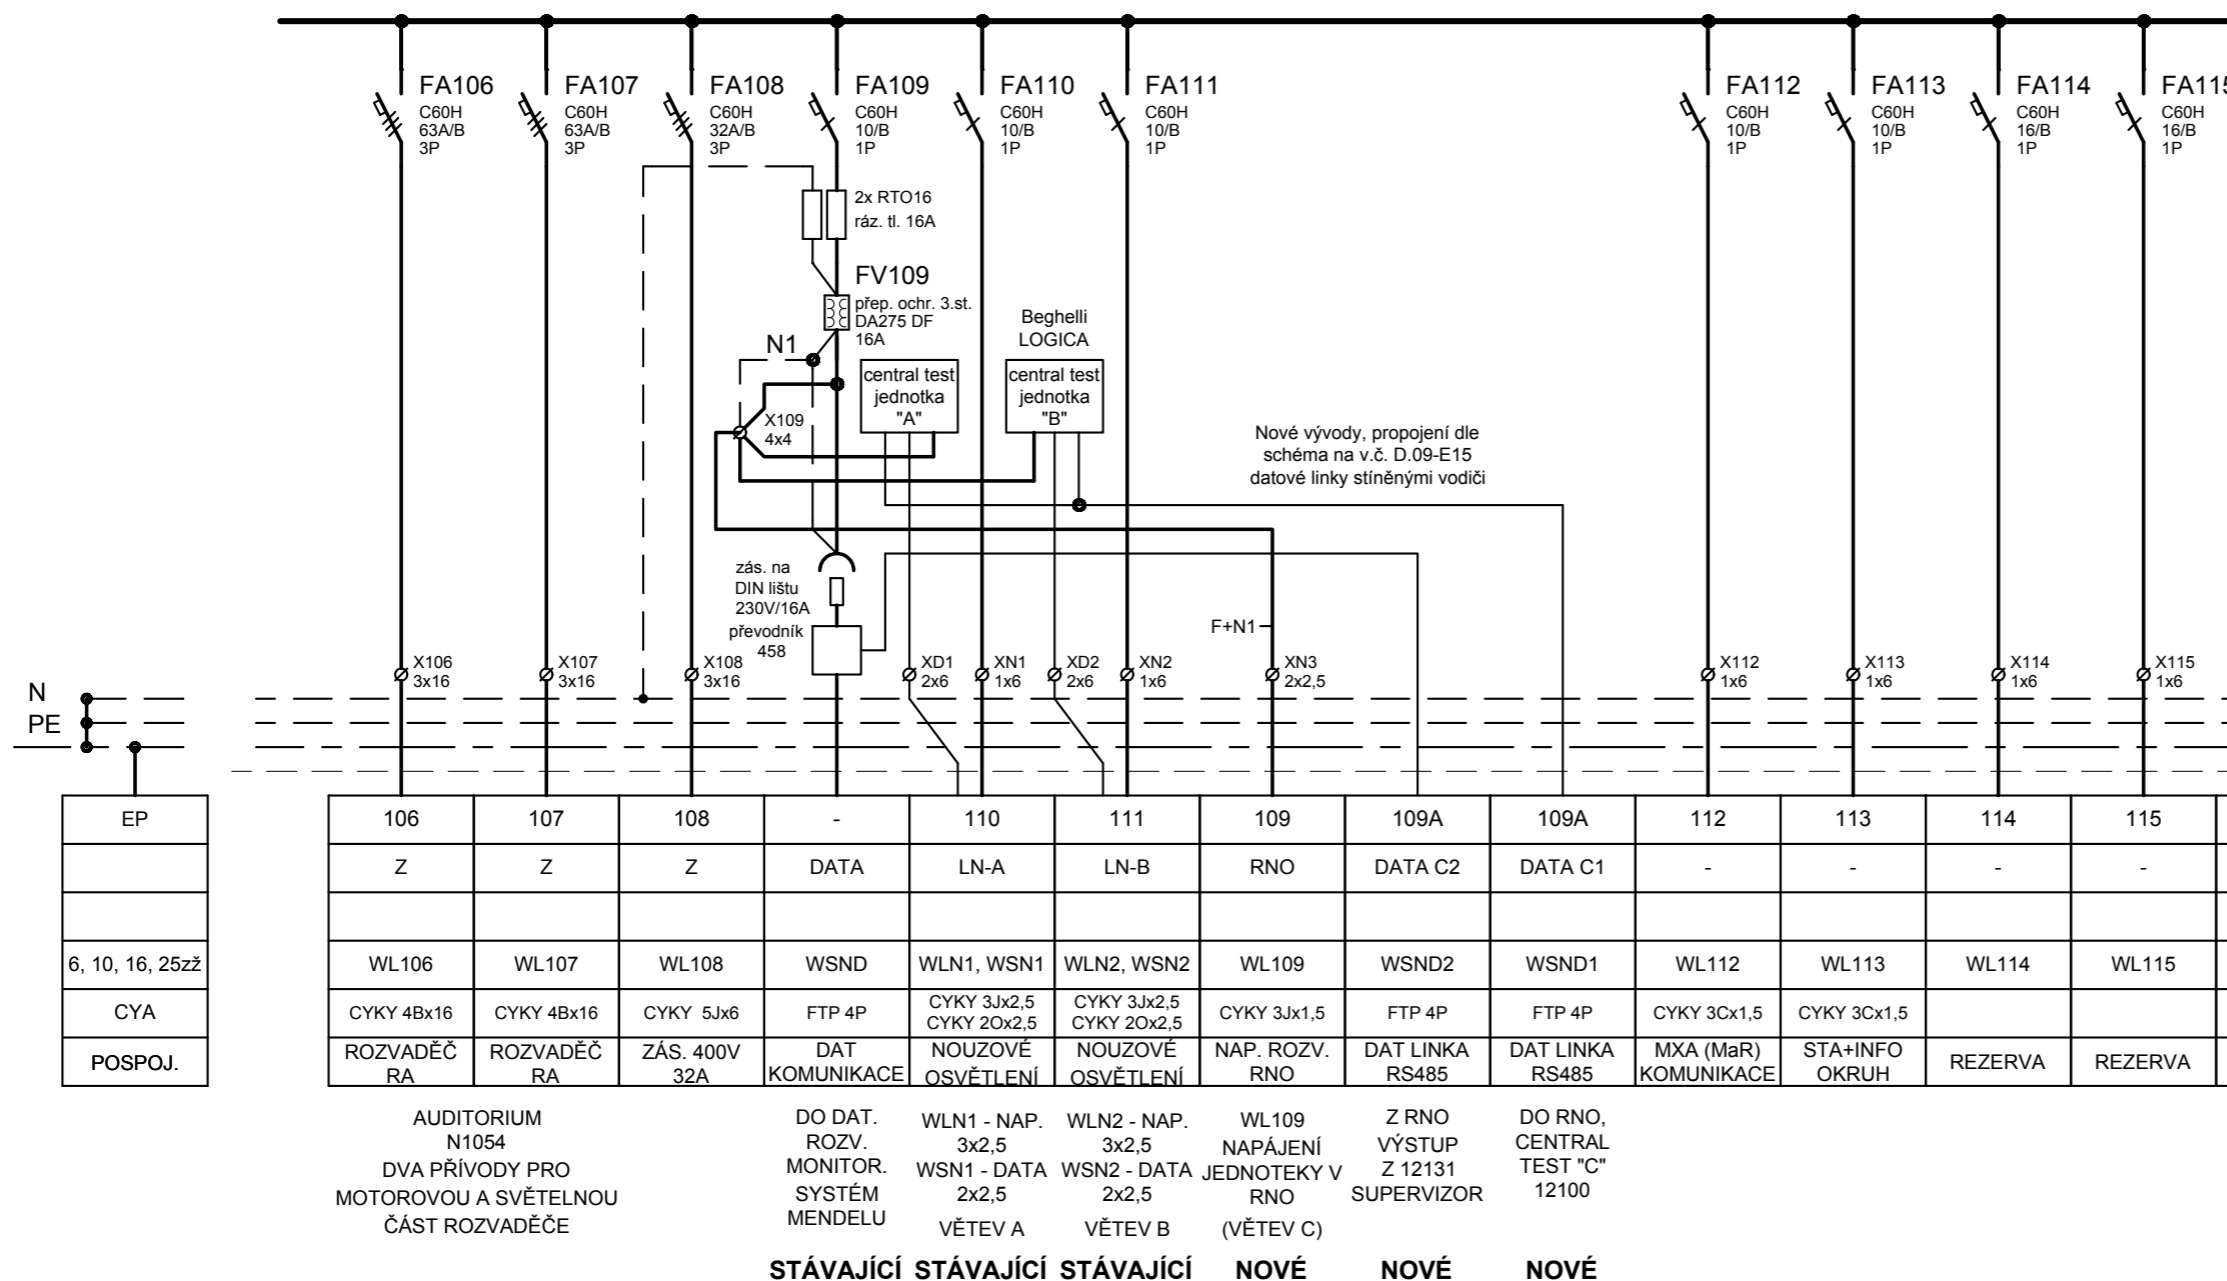 FA106
C60H
63A/B
3P
FA107
C60H
63A/B
3P
FA108
C60H
32A/B
3P
FA109
C60H
10/B
1P
FA110
C60H
10/B
1P
FA111
C60H
10/B
1P
FA112
C60H
10/B
1P
FA113
C60H
10/B
1P
FA114
C60H
16/B
1P
FA115
C60H
16/B
1P
2x RTO16
ráz. tl. 16A
FV109
přep. ochr. 3.st.
DA275 DF
16A
N1
Beghelli
LOGICA
central test
jednotka
"A"
central test
jednotka
"B"
X109
4x4
Nové vývody, propojení dle
schéma na v.č. D.09-E15
datové linky stíněnými vodiči
zás. na
DIN lištu
230V/16A
převodník
458
F+N1
X106
3x16
X107
3x16
X108
3x16
XD1
2x6
XN1
1x6
XD2
2x6
XN2
1x6
XN3
2x2,5
X112
1x6
X113
1x6
X114
1x6
X115
1x6
N
PE
EP 106 107 108 - 110 111 109 109A 109A 112 113 114 115
Z Z Z DATA LN-A LN-B RNO DATA C2 DATA C1 - - - -
6, 10, 16, 25zž WL106 WL107 WL108 WSND WLN1, WSN1 WLN2, WSN2 WL109 WSND2 WSND1 WL112 WL113 WL114 WL115
CYA
CYKY 4Bx16
CYKY 4Bx16
CYKY 5Jx6
FTP 4P
CYKY 3Jx2,5
CYKY 2Ox2,5
CYKY 3Jx2,5
CYKY 2Ox2,5
CYKY 3Jx1,5
FTP 4P
FTP 4P
CYKY 3Cx1,5
CYKY 3Cx1,5
POSPOJ.
ROZVADĚČ
RA
ROZVADĚČ
RA
ZÁS. 400V
32A
DAT
KOMUNIKACE
NOUZOVÉ
OSVĚTLENÍ
NOUZOVÉ
OSVĚTLENÍ
NAP. ROZV.
RNO
DAT LINKA
RS485
DAT LINKA
RS485
MXA (MaR)
KOMUNIKACE
STA+INFO
OKRUH
REZERVA
REZERVA
AUDITORIUM
N1054
DVA PŘÍVODY PRO
MOTOROVOU A SVĚTELNOU
ČÁST ROZVADĚČE
DO DAT.
ROZV.
MONITOR.
SYSTÉM
MENDELU
STÁVAJÍCÍ
WLN1 - NAP.
3x2,5
WSN1 - DATA
2x2,5
VĚTEV A
STÁVAJÍCÍ
WLN2 - NAP.
3x2,5
WSN2 - DATA
2x2,5
VĚTEV B
STÁVAJÍCÍ
WL109
NAPÁJENÍ
JEDNOTEKY V
RNO
(VĚTEV C)
NOVÉ
Z RNO
VÝSTUP
Z 12131
SUPERVIZOR
NOVÉ
DO RNO,
CENTRAL
TEST "C"
12100
NOVÉ